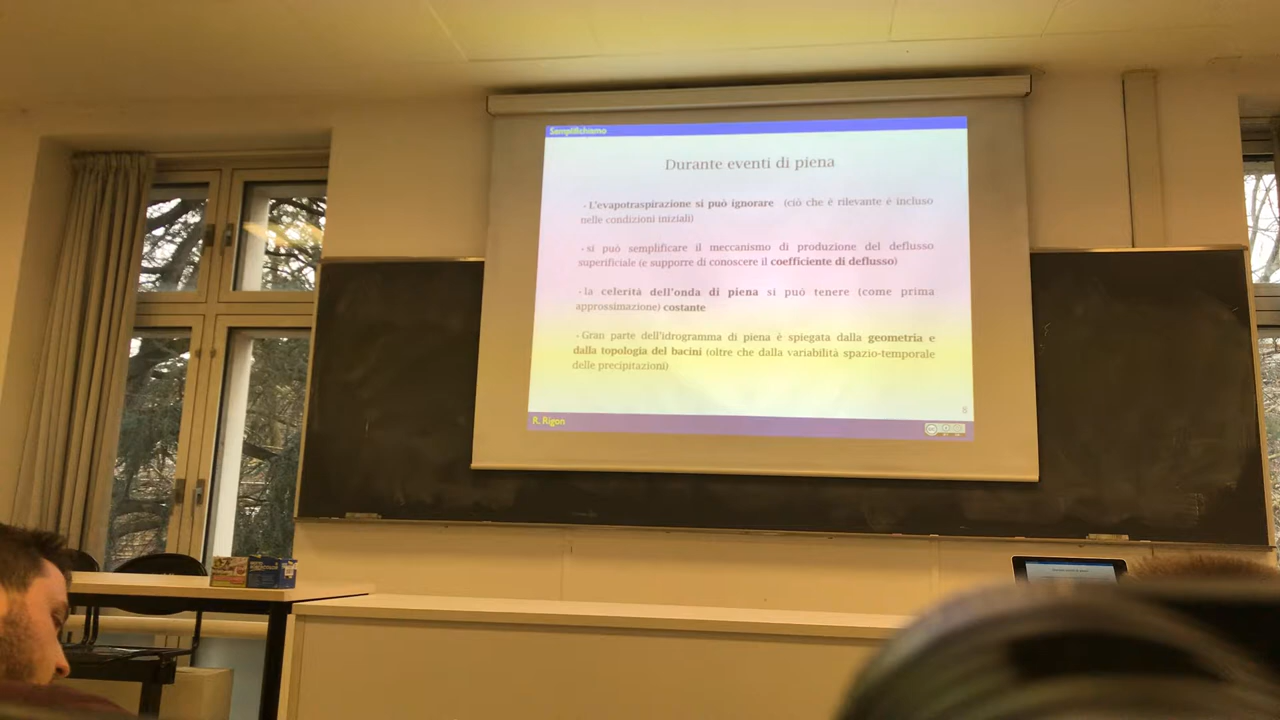 Semplifichiamo
Durante eventi di piena
- L'evapotraspirazione si può ignorare (ciò che è rilevante è incluso
nelle condizioni iniziali)
- si può semplificare il meccanismo di produzione del deflusso
superificiale (e supporre di conoscere il coefficiente di deflusso)
- la celerità dell'onda di piena si può tenere (come prima
approssimazione) costante
- Gran parte dell'idrogramma di piena è spiegata dalla geometria e
dalla topologia dei bacini (oltre che dalla variabilità spazio-temporale
delle precipitazioni)
8
R. Rigon